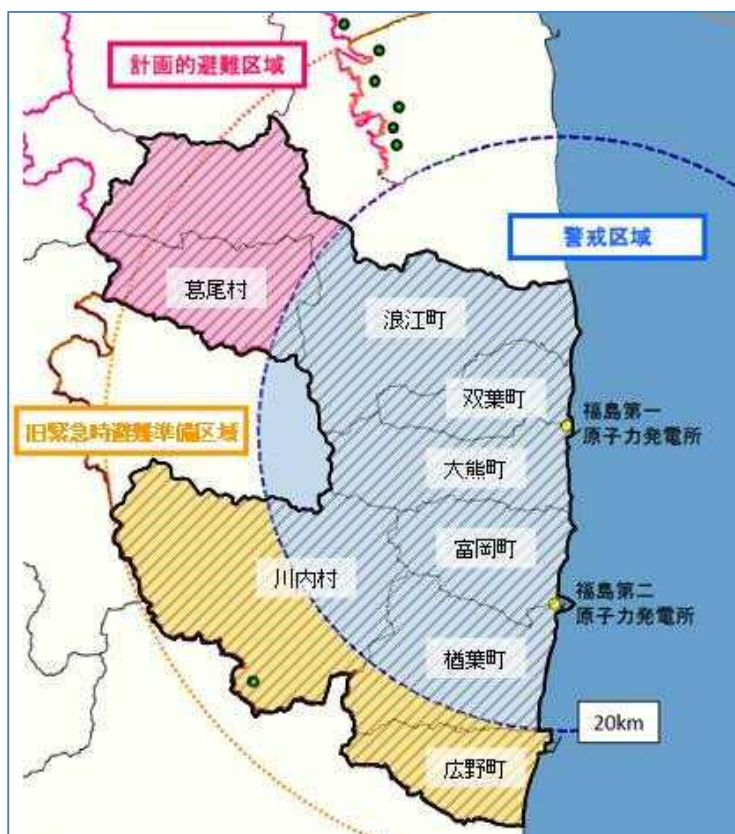 計画的避難区域
警戒区域
葛尾村
浪江町
双葉町
福島第一
原子力発電所
旧緊急時避難準備区域
大熊町
富岡町
川内村
福島第二
原子力発電所
楢葉町
20km
広野町